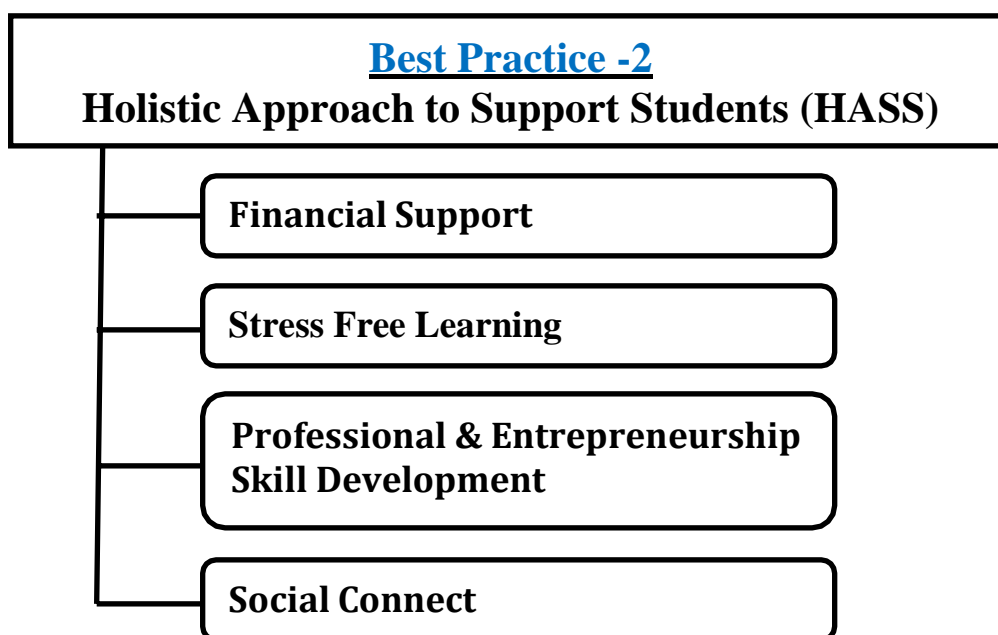 Best Practice -2
Holistic Approach to Support Students (HASS)
Financial Support
Stress Free Learning
Professional & Entrepreneurship
Skill Development
Social Connect